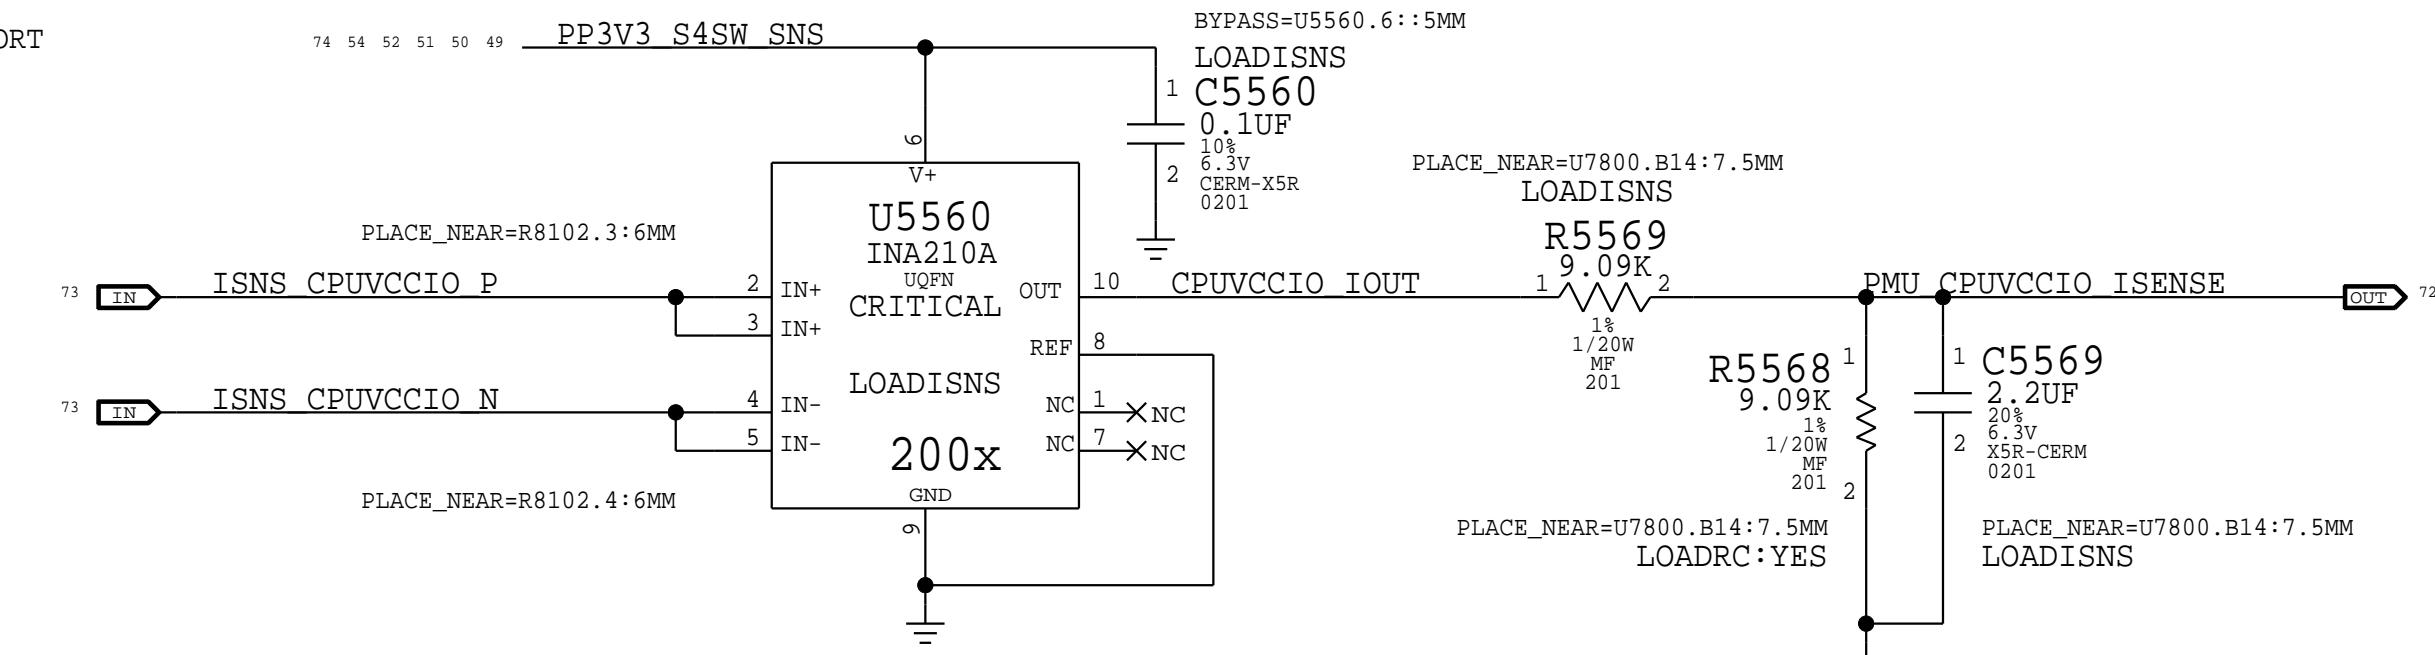 ORT
74 54 52 51 50 49
PP3V3_S4SW_SNS
BYPASS=U5560.6::5MM
LOADISNS
1
C5560
0.1UF
10%
6.3V
2
CERM-X5R
0201
6
V+
U5560
INA210A
UQFN
CRITICAL
LOADISNS
200x
GND
9
PLACE_NEAR=R8102.3:6MM
73
IN
ISNS_CPUVCCIO_P
2
IN+
3
IN+
73
IN
ISNS_CPUVCCIO_N
4
IN-
5
IN-
PLACE_NEAR=R8102.4:6MM
OUT
10
CPUVCCIO_IOUT
REF
8
NC
1
NC
NC
7
NC
PLACE_NEAR=U7800.B14:7.5MM
LOADISNS
R5569
9.09K
1
2
1%
1/20W
MF
201
PMU_CPUVCCIO_ISENSE
OUT
72
R5568
1
9.09K
1%
1/20W
MF
201
2
PLACE_NEAR=U7800.B14:7.5MM
LOADRC:YES
1
C5569
2.2UF
20%
6.3V
2
X5R-CERM
0201
PLACE_NEAR=U7800.B14:7.5MM
LOADISNS